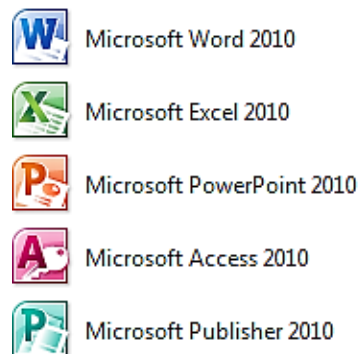 W Microsoft Word 2010
X Microsoft Excel 2010
P Microsoft PowerPoint 2010
A Microsoft Access 2010
P Microsoft Publisher 2010